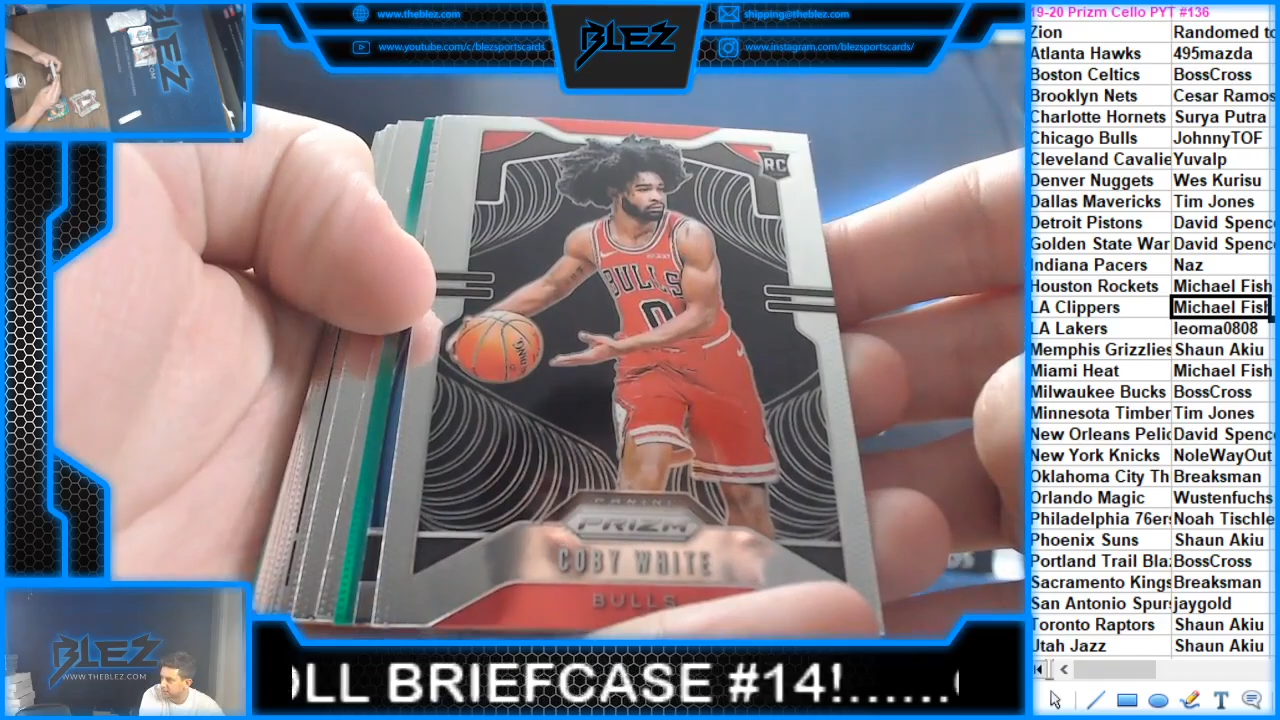 www.theblez.com
shipping@theblez.com
www.youtube.com/c/blezsportscards
www.instagram.com/blezsportscards/
BLEZ
RC
BULLS
0
PANINI
PRIZM
COBY WHITE
BULLS
BLEZ
WWW.THEBLEZ.COM
OLL BRIEFCASE #14!......
19-20 Prizm Cello PYT #136
Zion Randomed to
Atlanta Hawks 495mazda
Boston Celtics BossCross
Brooklyn Nets Cesar Ramos
Charlotte Hornets Surya Putra
Chicago Bulls JohnnyTOF
Cleveland Cavalie Yuvalp
Denver Nuggets Wes Kurisu
Dallas Mavericks Tim Jones
Detroit Pistons David Spenc
Golden State War David Spenc
Indiana Pacers Naz
Houston Rockets Michael Fish
LA Clippers Michael Fish
LA Lakers leoma0808
Memphis Grizzlies Shaun Akiu
Miami Heat Michael Fish
Milwaukee Bucks BossCross
Minnesota Timber Tim Jones
New Orleans Peli David Spenc
New York Knicks NoleWayOut
Oklahoma City Th Breaksman
Orlando Magic Wustenfuchs
Philadelphia 76ers Noah Tischle
Phoenix Suns Shaun Akiu
Portland Trail Bla BossCross
Sacramento Kings Breaksman
San Antonio Spurs jaygold
Toronto Raptors Shaun Akiu
Utah Jazz Shaun Akiu